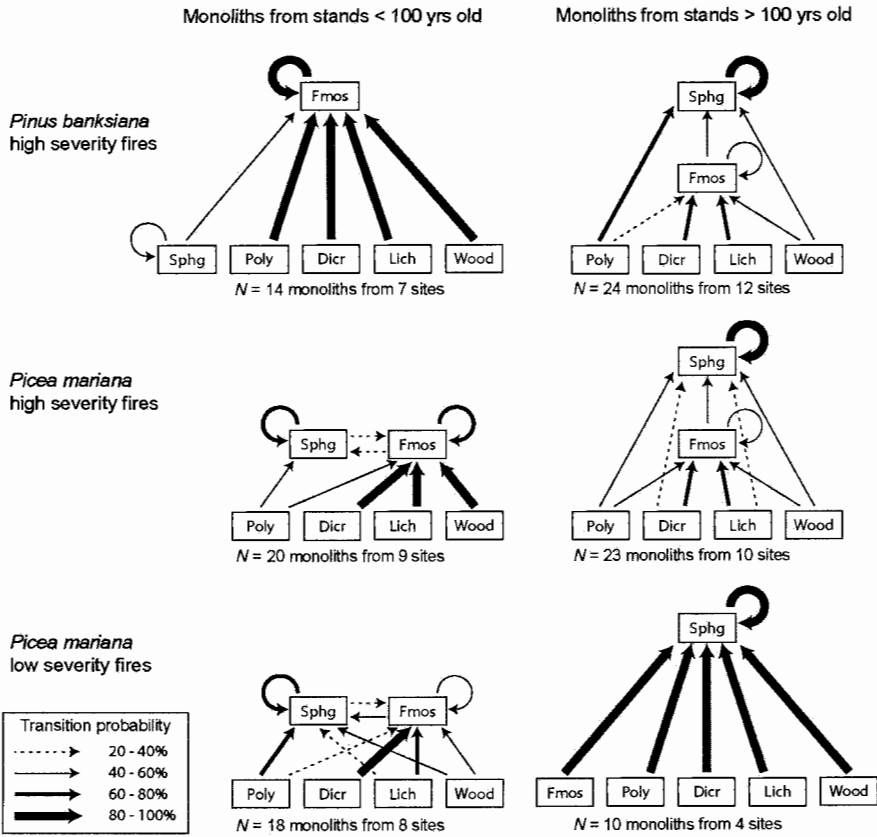 Monoliths from stands < 100 yrs old
Monoliths from stands > 100 yrs old
Pinus banksiana
high severity fires
Fmos
Sphg
Poly
Dicr
Lich
Wood
N = 14 monoliths from 7 sites
Sphg
Fmos
Poly
Dicr
Lich
Wood
N = 24 monoliths from 12 sites
Picea mariana
high severity fires
Sphg
Fmos
Poly
Dicr
Lich
Wood
N = 20 monoliths from 9 sites
Sphg
Fmos
Poly
Dicr
Lich
Wood
N = 23 monoliths from 10 sites
Picea mariana
low severity fires
Sphg
Fmos
Poly
Dicr
Lich
Wood
N = 18 monoliths from 8 sites
Sphg
Fmos
Poly
Dicr
Lich
Wood
N = 10 monoliths from 4 sites
Transition probability
20 - 40%
40 - 60%
60 - 80%
80 - 100%